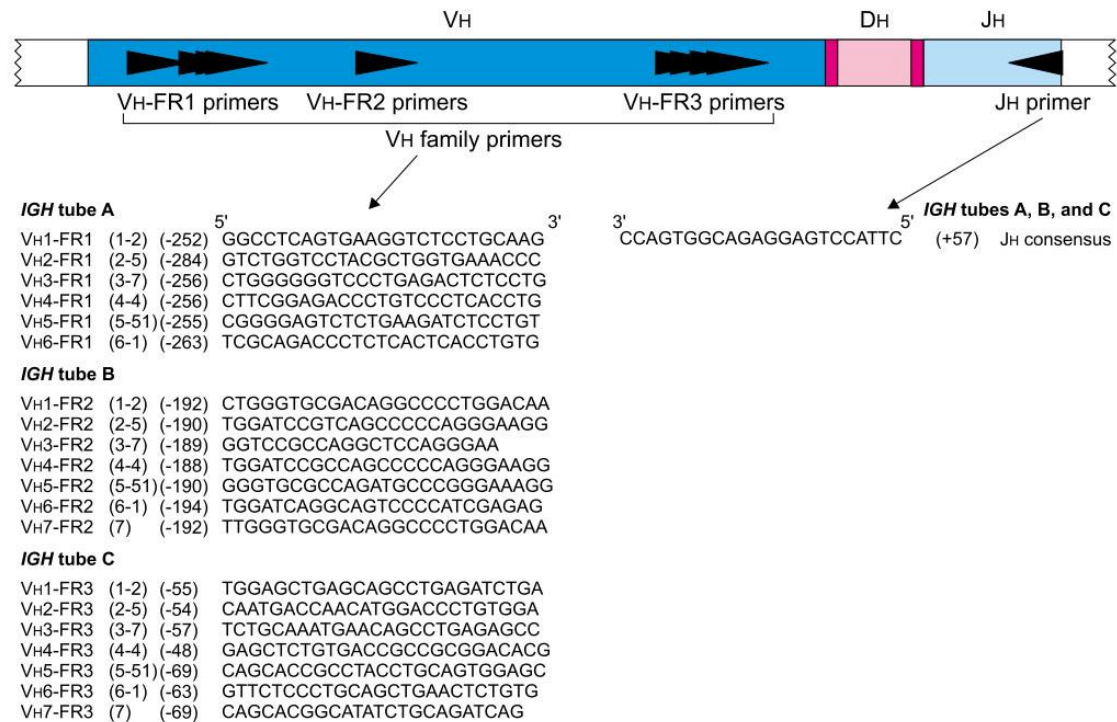 VH DH JH
VH-FR1 primers VH-FR2 primers VH-FR3 primers JH primer
VH family primers
IGH tube A
5' 3' 3' 5' IGH tubes A, B, and C
VH1-FR1 (1-2) (-252) GGCCTCAGTGAAGGTCTCCTGCAAG CCAGTGGCAGAGGAGTCCATTC (+57) JH consensus
VH2-FR1 (2-5) (-284) GTCTGGTCCTACGCTGGTGAAACCC
VH3-FR1 (3-7) (-256) CTGGGGGGTCCCTGAGACTCTCCTG
VH4-FR1 (4-4) (-256) CTTCGGAGACCCTGTCCCTCACCTG
VH5-FR1 (5-51) (-255) CGGGGAGTCTCTGAAGATCTCCTGT
VH6-FR1 (6-1) (-263) TCGCAGACCCTCTCACTCACCTGTG
IGH tube B
VH1-FR2 (1-2) (-192) CTGGGTGCGACAGGCCCCTGGACAA
VH2-FR2 (2-5) (-190) TGGATCCGTCAGCCCCCAGGGAAGG
VH3-FR2 (3-7) (-189) GGTCCGCCAGGCTCCAGGGAA
VH4-FR2 (4-4) (-188) TGGATCCGCCAGCCCCCAGGGAAGG
VH5-FR2 (5-51) (-190) GGGTGCGCCAGATGCCCGGGAAAGG
VH6-FR2 (6-1) (-194) TGGATCAGGCAGTCCCCATCGAGAG
VH7-FR2 (7) (-192) TTGGGTGCGACAGGCCCCTGGACAA
IGH tube C
VH1-FR3 (1-2) (-55) TGGAGCTGAGCAGCCTGAGATCTGA
VH2-FR3 (2-5) (-54) CAATGACCAACATGGACCCTGTGGA
VH3-FR3 (3-7) (-57) TCTGCAAATGAACAGCCTGAGAGCC
VH4-FR3 (4-4) (-48) GAGCTCTGTGACCGCCGCGGACACG
VH5-FR3 (5-51) (-69) CAGCACCGCCTACCTGCAGTGGAGC
VH6-FR3 (6-1) (-63) GTTCTCCCTGCAGCTGAACTCTGTG
VH7-FR3 (7) (-69) CAGCACGGCATATCTGCAGATCAG